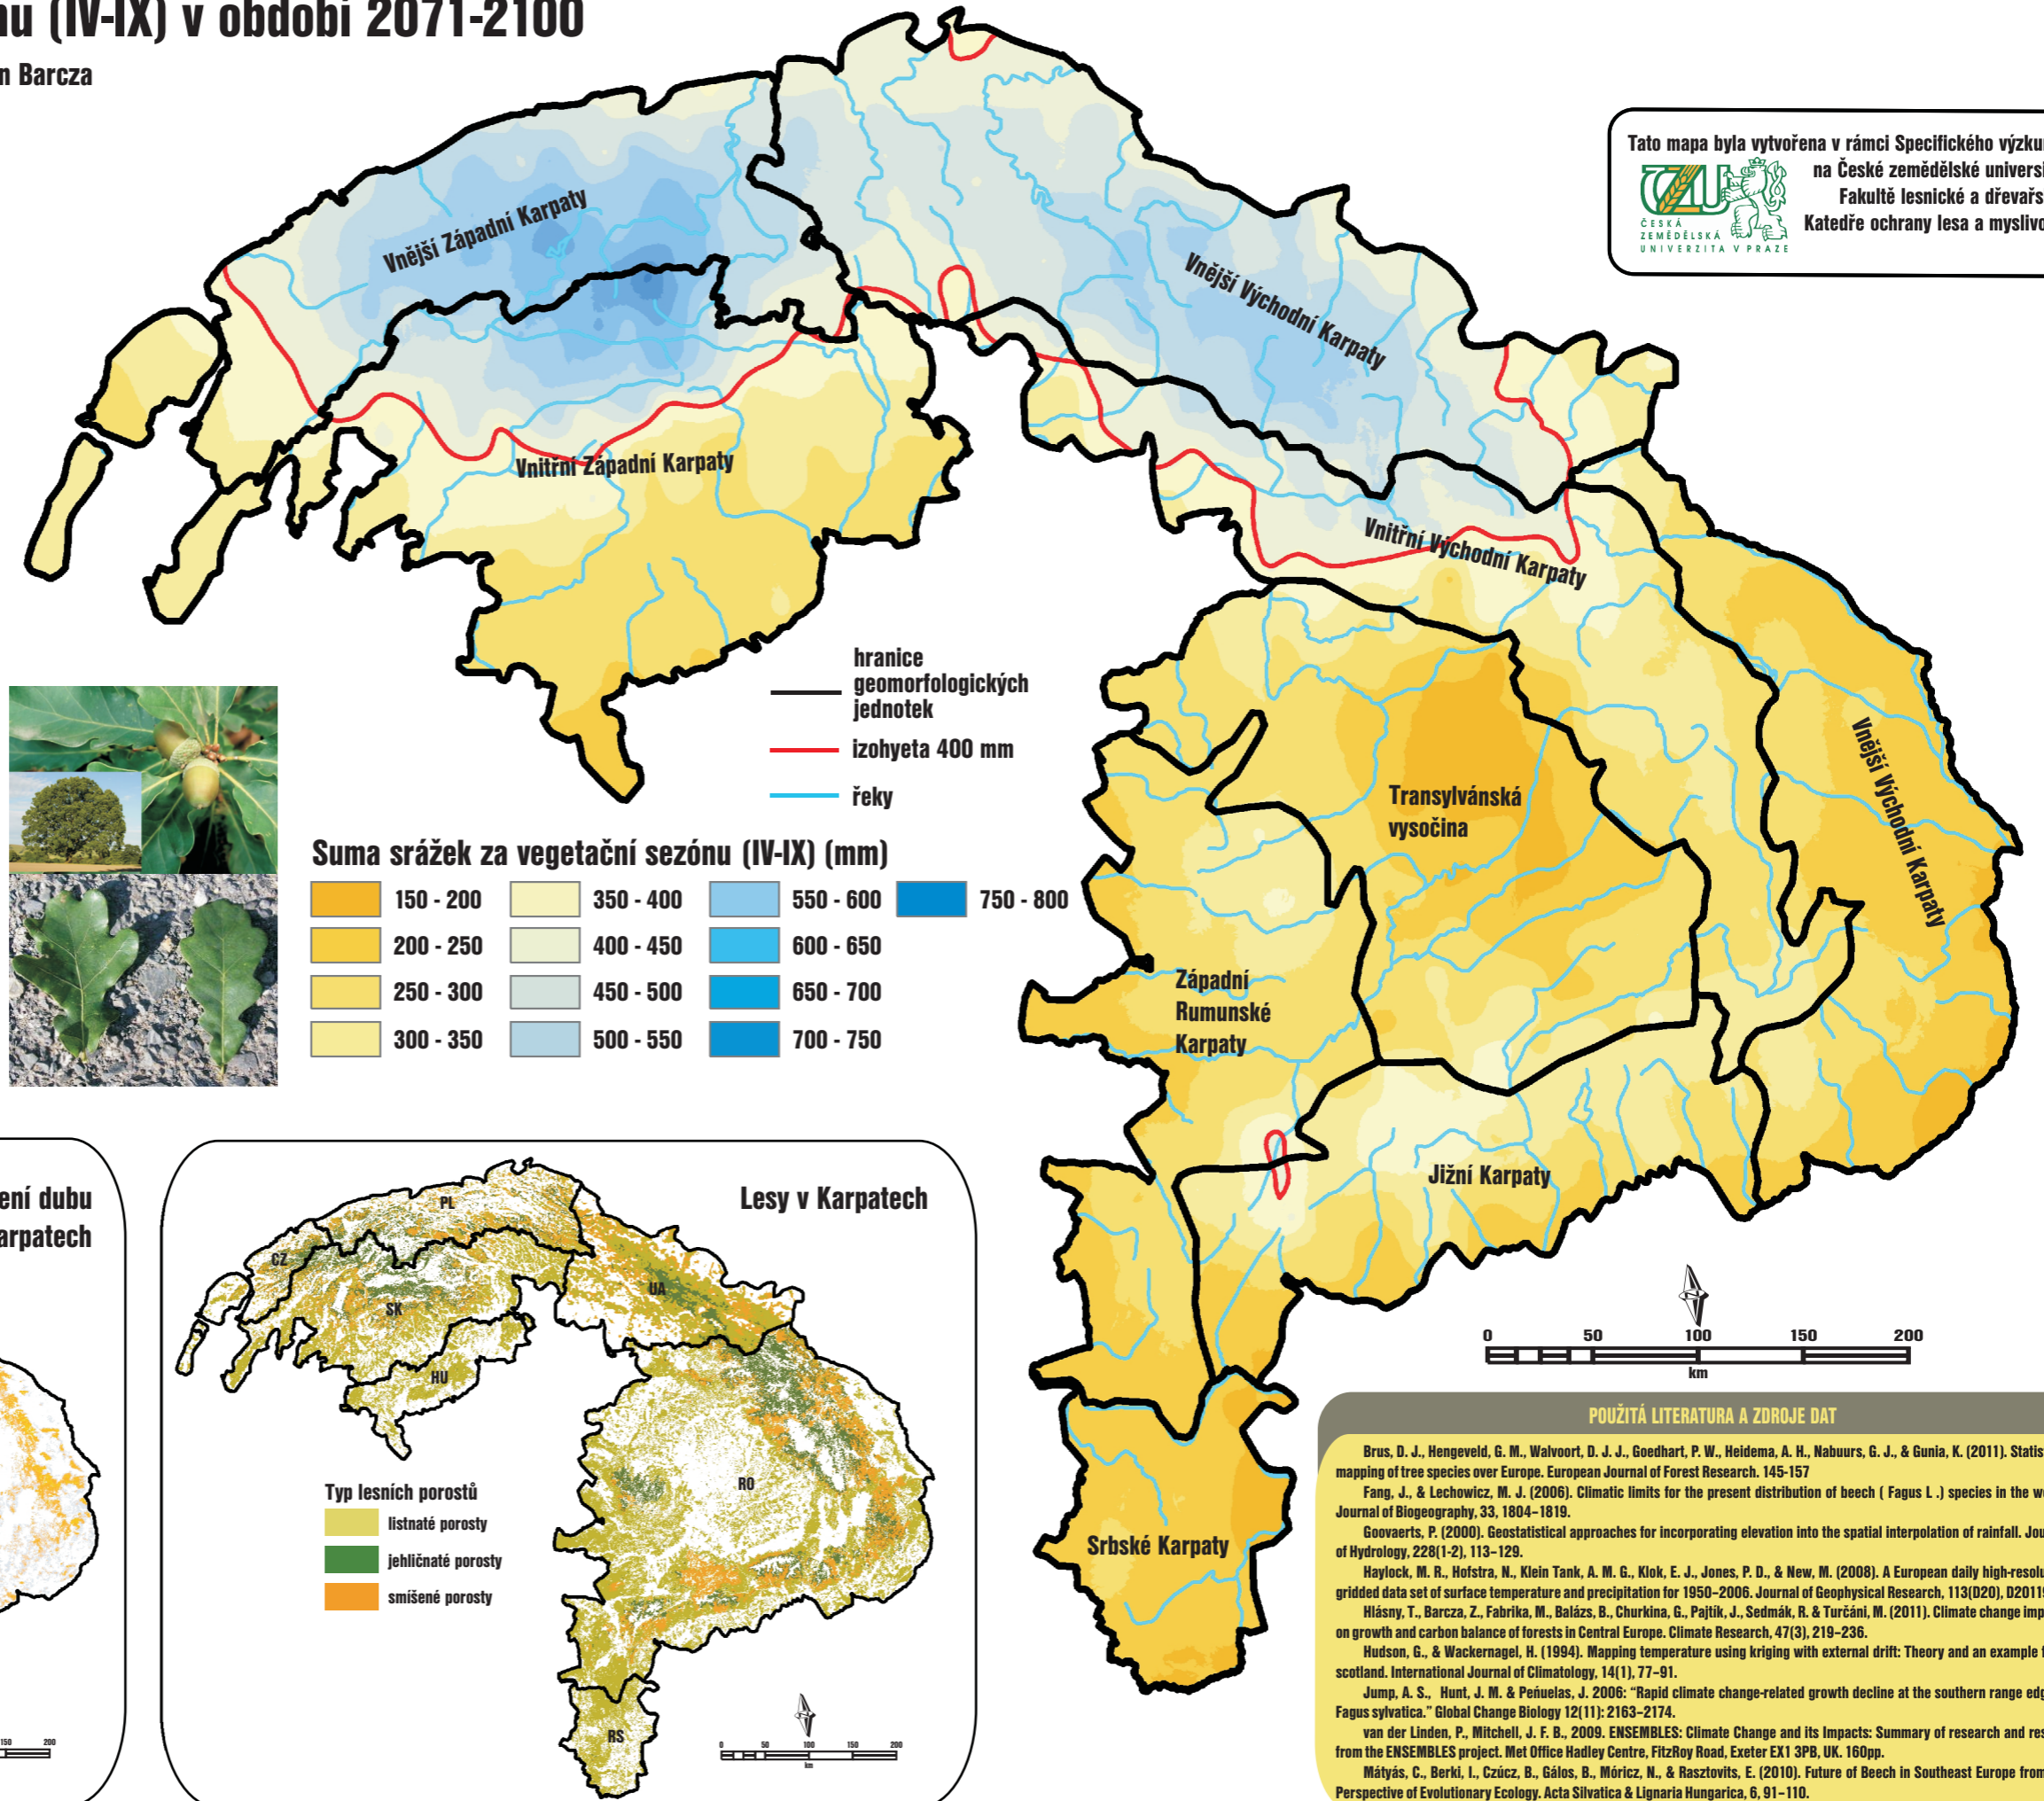 nu (IV-IX) v období 2071-2100
n Barcza
Tato mapa byla vytvořena v rámci Specifického výzku
na České zemědělské universi
Fakultě lesnické a dřevařs
Katedře ochrany lesa a myslivo
ČZU
ČESKÁ
ZEMĚDĚLSKÁ
UNIVERZITA V PRAZE
Vnější Západní Karpaty
Vnější Východní Karpaty
Vnitřní Západní Karpaty
Vnitřní Východní Karpaty
hranice
geomorfologických
jednotek
izohyeta 400 mm
řeky
Vnější Východní Karpaty
Transylvánská
vysočina
Západní
Rumunské
Karpaty
Jižní Karpaty
Srbské Karpaty
Suma srážek za vegetační sezónu (IV-IX) (mm)
150 - 200
200 - 250
250 - 300
300 - 350
350 - 400
400 - 450
450 - 500
500 - 550
550 - 600
600 - 650
650 - 700
700 - 750
750 - 800
0 50 100 150 200
km
ení dubu
arpatech
150 200
Lesy v Karpatech
PL
CZ
SK
UA
HU
RO
RS
Typ lesních porostů
listnaté porosty
jehličnaté porosty
smíšené porosty
0 50 100 150 200
km
POUŽITÁ LITERATURA A ZDROJE DAT
Brus, D. J., Hengeveld, G. M., Walvoort, D. J. J., Goedhart, P. W., Heidema, A. H., Nabuurs, G. J., & Gunia, K. (2011). Statis
mapping of tree species over Europe. European Journal of Forest Research. 145-157
Fang, J., & Lechowicz, M. J. (2006). Climatic limits for the present distribution of beech ( Fagus L .) species in the w
Journal of Biogeography, 33, 1804–1819.
Goovaerts, P. (2000). Geostatistical approaches for incorporating elevation into the spatial interpolation of rainfall. Jou
of Hydrology, 228(1-2), 113–129.
Haylock, M. R., Hofstra, N., Klein Tank, A. M. G., Klok, E. J., Jones, P. D., & New, M. (2008). A European daily high-resolu
gridded data set of surface temperature and precipitation for 1950–2006. Journal of Geophysical Research, 113(D20), D2011
Hlásny, T., Barcza, Z., Fabrika, M., Balázs, B., Churkina, G., Pajtík, J., Sedmák, R. & Turčáni, M. (2011). Climate change imp
on growth and carbon balance of forests in Central Europe. Climate Research, 47(3), 219–236.
Hudson, G., & Wackernagel, H. (1994). Mapping temperature using kriging with external drift: Theory and an example
scotland. International Journal of Climatology, 14(1), 77–91.
Jump, A. S., Hunt, J. M. & Peńuelas, J. 2006: “Rapid climate change-related growth decline at the southern range edg
Fagus sylvatica.” Global Change Biology 12(11): 2163–2174.
van der Linden, P., Mitchell, J. F. B., 2009. ENSEMBLES: Climate Change and its Impacts: Summary of research and res
from the ENSEMBLES project. Met Office Hadley Centre, FitzRoy Road, Exeter EX1 3PB, UK. 160pp.
Mátyás, C., Berki, I., Czúcz, B., Gálos, B., Móricz, N., & Rasztovits, E. (2010). Future of Beech in Southeast Europe from
Perspective of Evolutionary Ecology. Acta Silvatica & Lignaria Hungarica, 6, 91–110.